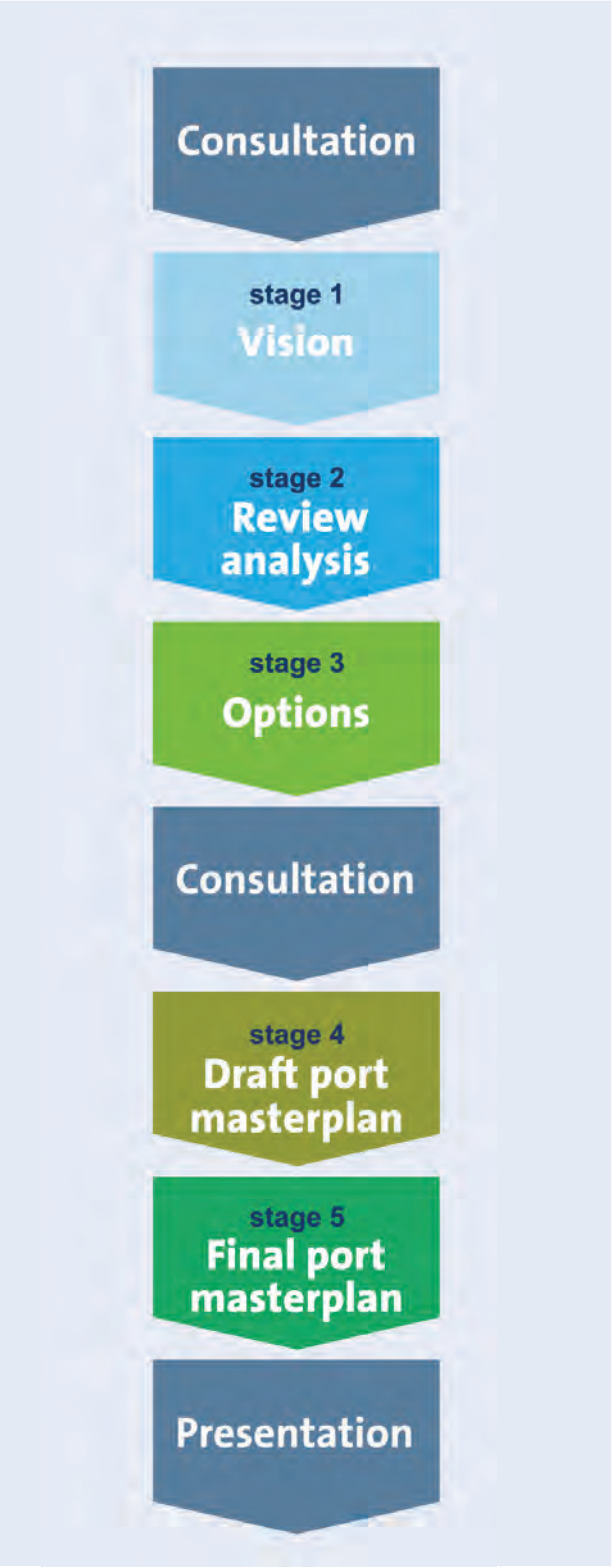 Consultation
stage 1
Vision
stage 2
Review
analysis
stage 3
Options
Consultation
stage 4
Draft port
masterplan
stage 5
Final port
masterplan
Presentation